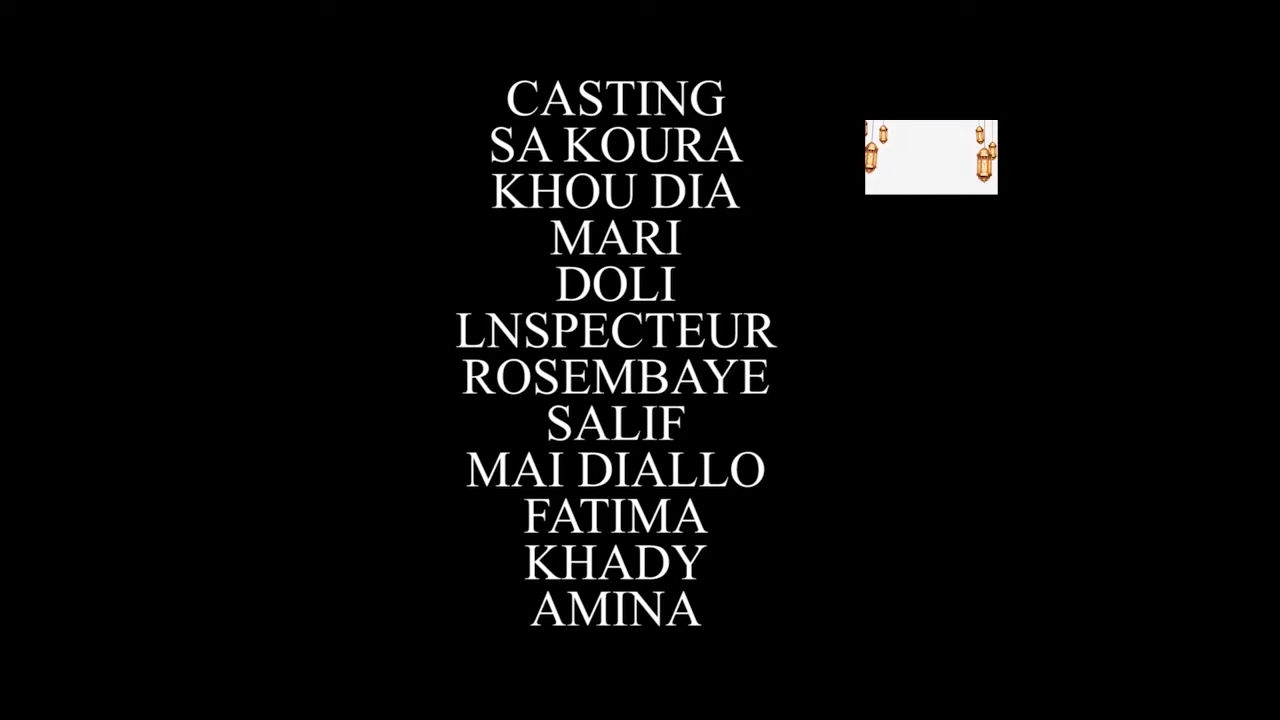 CASTING
SA KOURA
KHOU DIA
MARI
DOLI
LNSPECTEUR
ROSEMBAYE
SALIF
MAI DIALLO
FATIMA
KHADY
AMINA